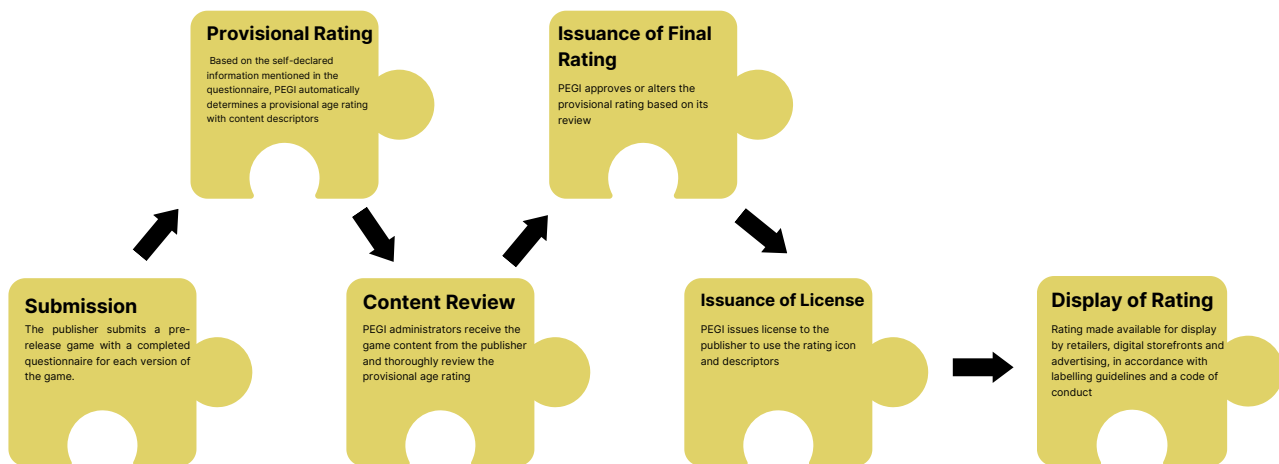 Submission
The publisher submits a pre-
release game with a completed
questionnaire for each version of
the game.
Provisional Rating
Based on the self-declared
information mentioned in the
questionnaire, PEGI automatically
determines a provisional age rating
with content descriptors
Content Review
PEGI administrators receive the
game content from the publisher
and thoroughly review the
provisional age rating
Issuance of Final
Rating
PEGI approves or alters the
provisional rating based on its
review
Issuance of License
PEGI issues license to the
publisher to use the rating icon
and descriptors
Display of Rating
Rating made available for display
by retailers, digital storefronts and
advertising, in accordance with
labelling guidelines and a code of
conduct